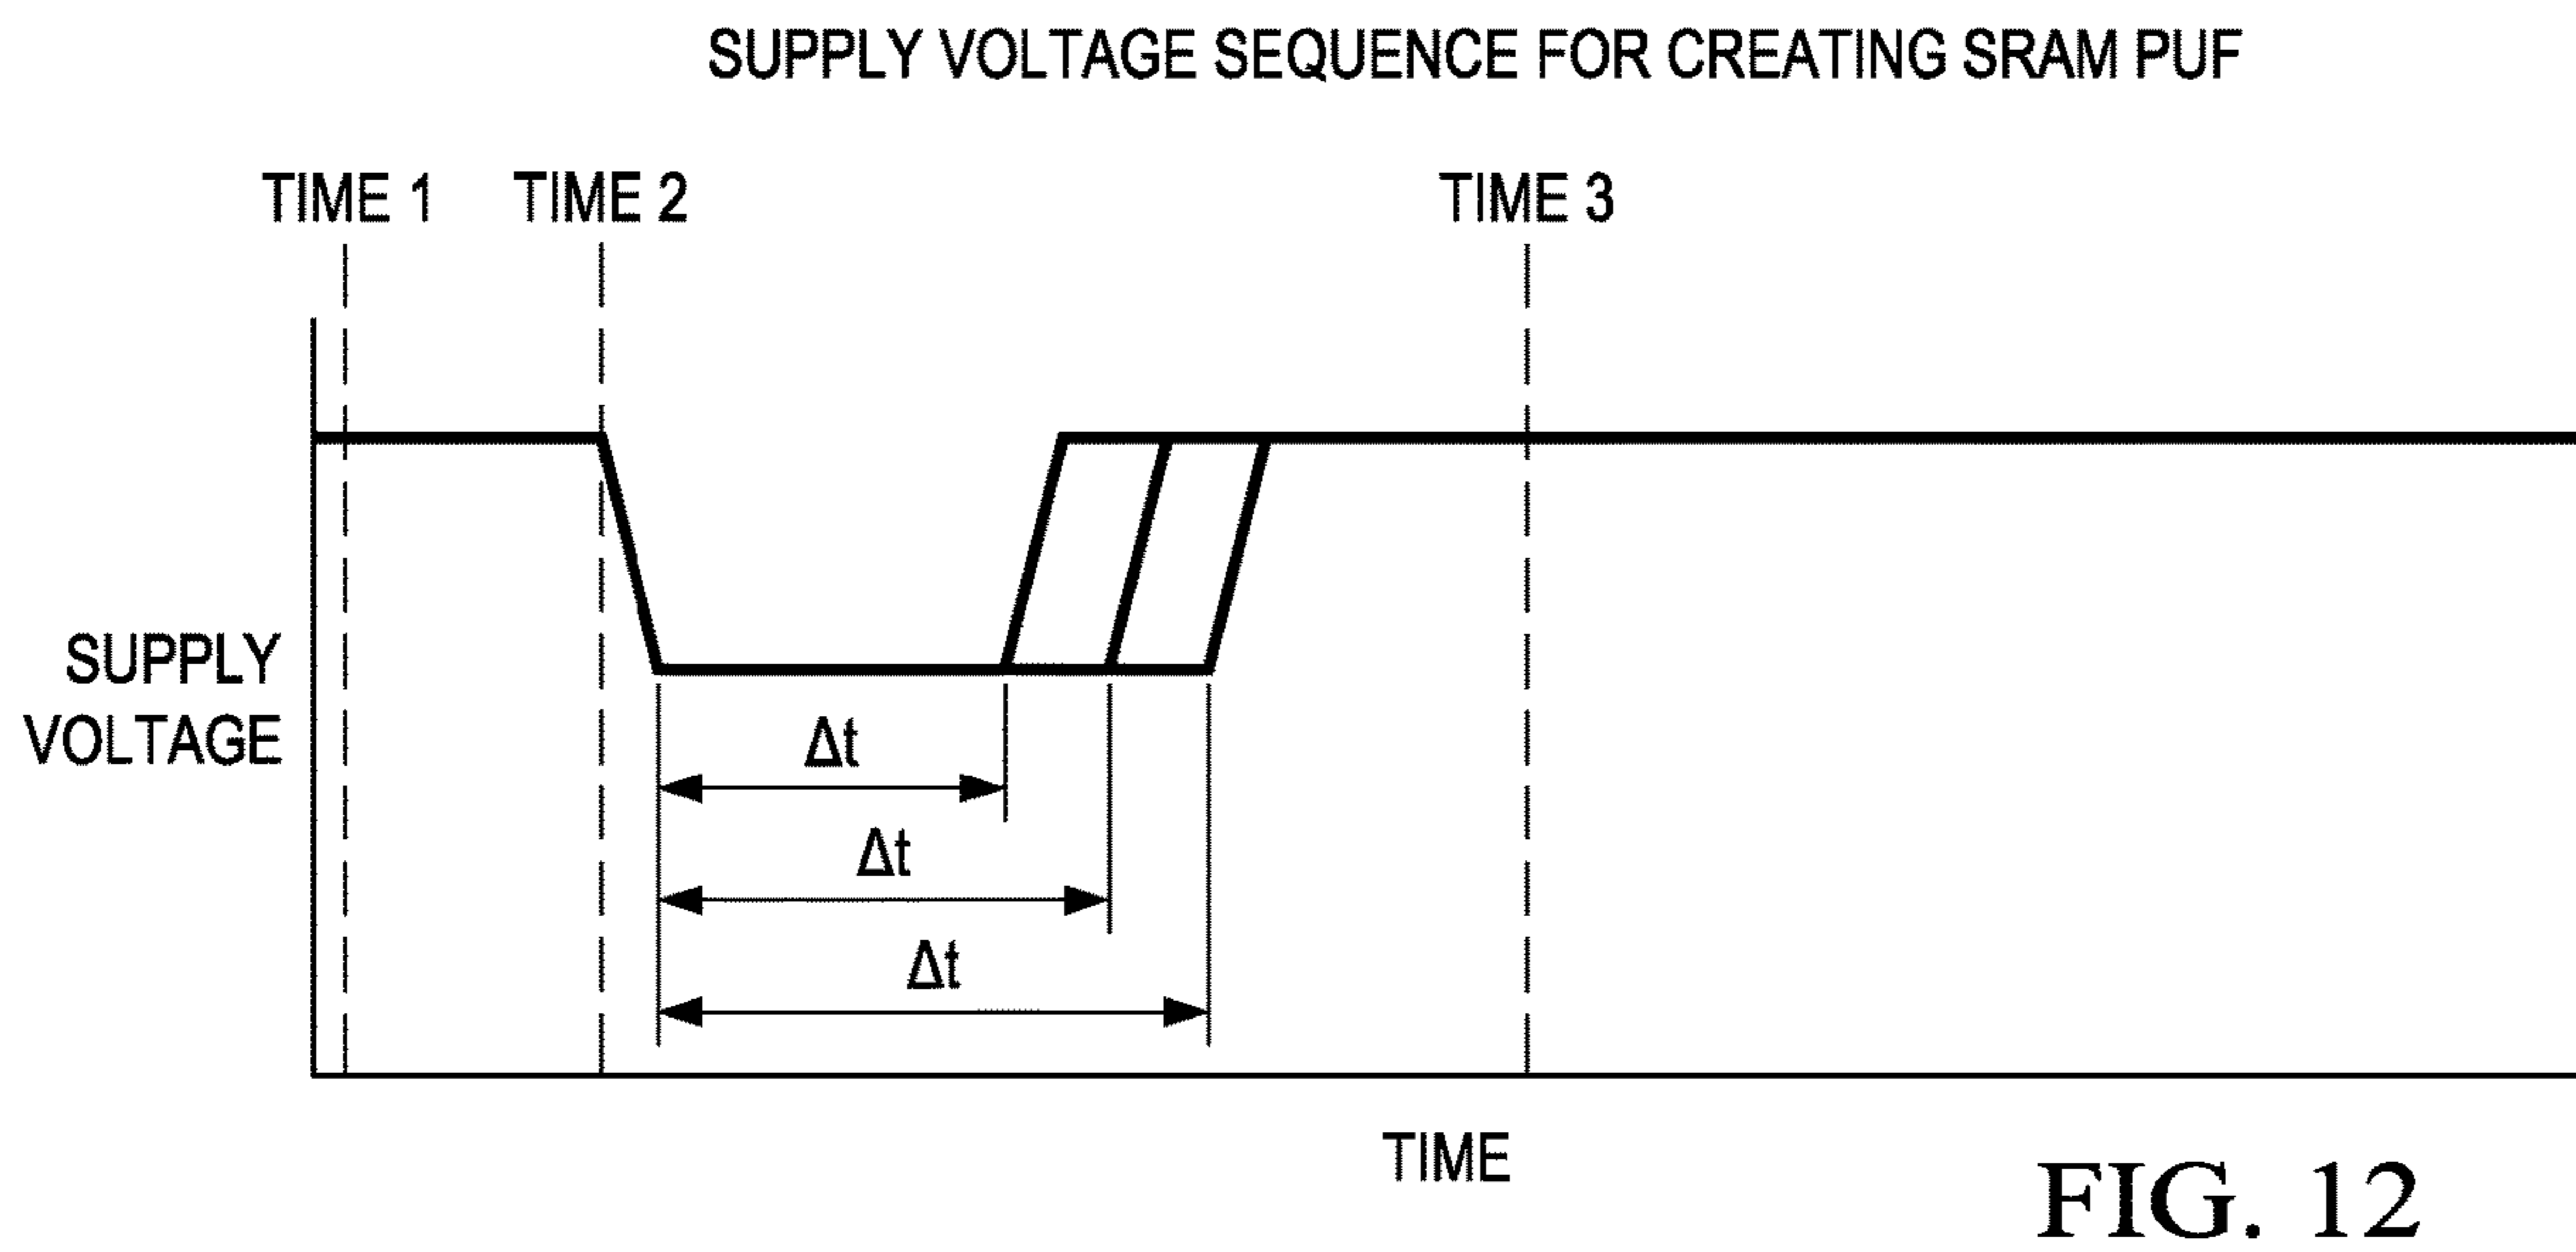 SUPPLY VOLTAGE SEQUENCE FOR CREATING SRAM PUF
TIME 1
TIME 2
TIME 3
SUPPLY
VOLTAGE
Δt
Δt
Δt
TIME
FIG. 12